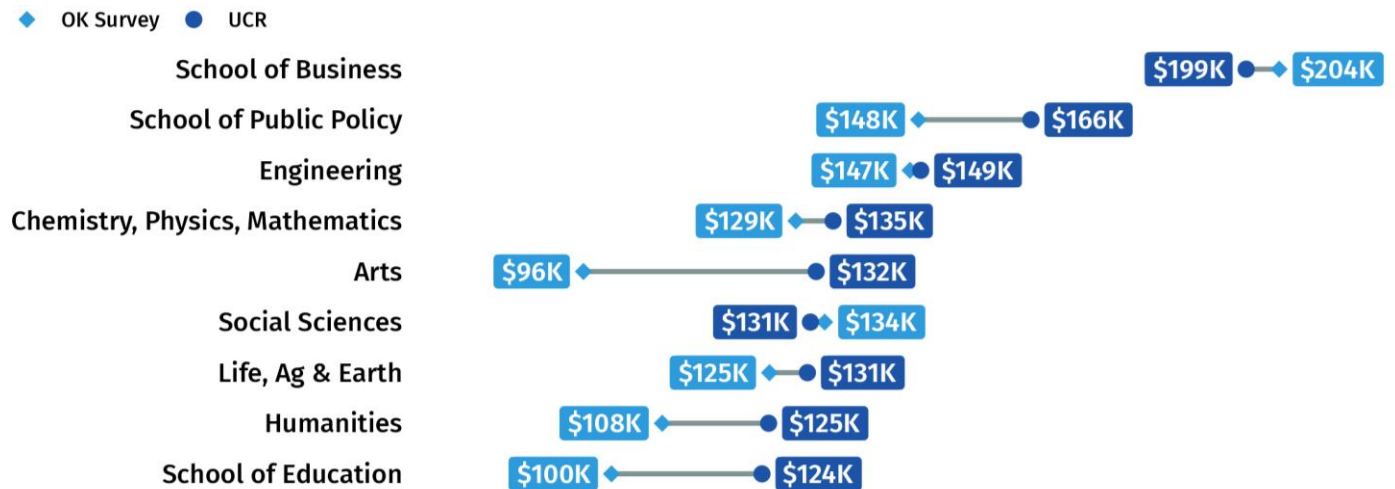 OK Survey UCR
School of Business $199K $204K
School of Public Policy $148K $166K
Engineering $147K $149K
Chemistry, Physics, Mathematics $129K $135K
Arts $96K $132K
Social Sciences $131K $134K
Life, Ag & Earth $125K $131K
Humanities $108K $125K
School of Education $100K $124K